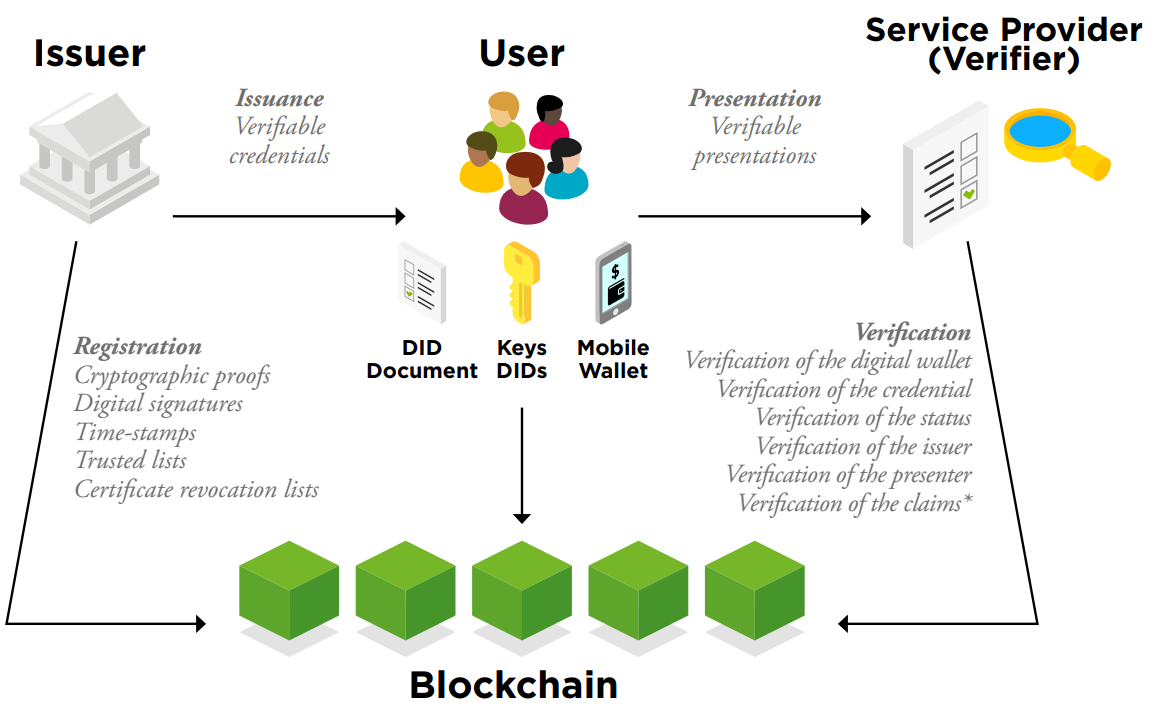 Issuer
User
Service Provider
(Verifier)
Issuance
Verifiable
credentials
Presentation
Verifiable
presentations
$
DID
Document
Keys
DIDs
Mobile
Wallet
Registration
Cryptographic proofs
Digital signatures
Time-stamps
Trusted lists
Certificate revocation lists
Verification
Verification of the digital wallet
Verification of the credential
Verification of the status
Verification of the issuer
Verification of the presenter
Verification of the claims*
Blockchain